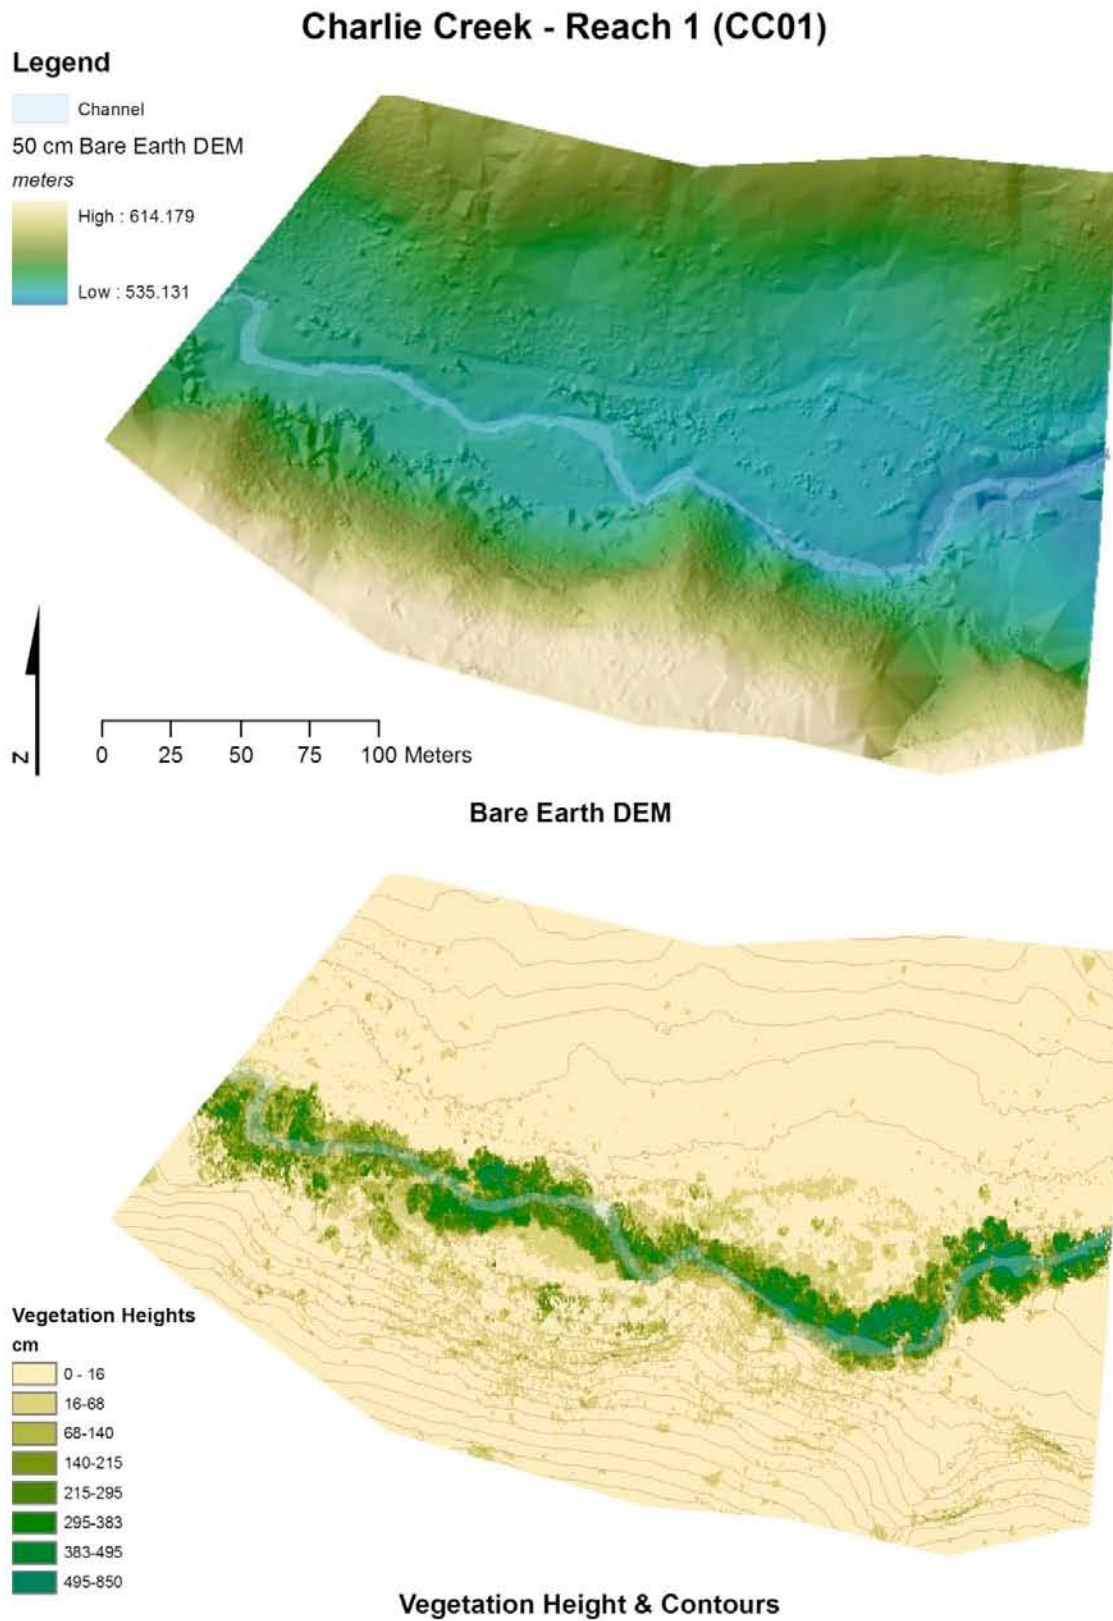 Charlie Creek - Reach 1 (CC01)
Legend
Channel
50 cm Bare Earth DEM
meters
High : 614.179
Low : 535.131
N
0 25 50 75 100 Meters
Bare Earth DEM
Vegetation Heights
cm
0 - 16
16-68
68-140
140-215
215-295
295-383
383-495
495-850
Vegetation Height & Contours